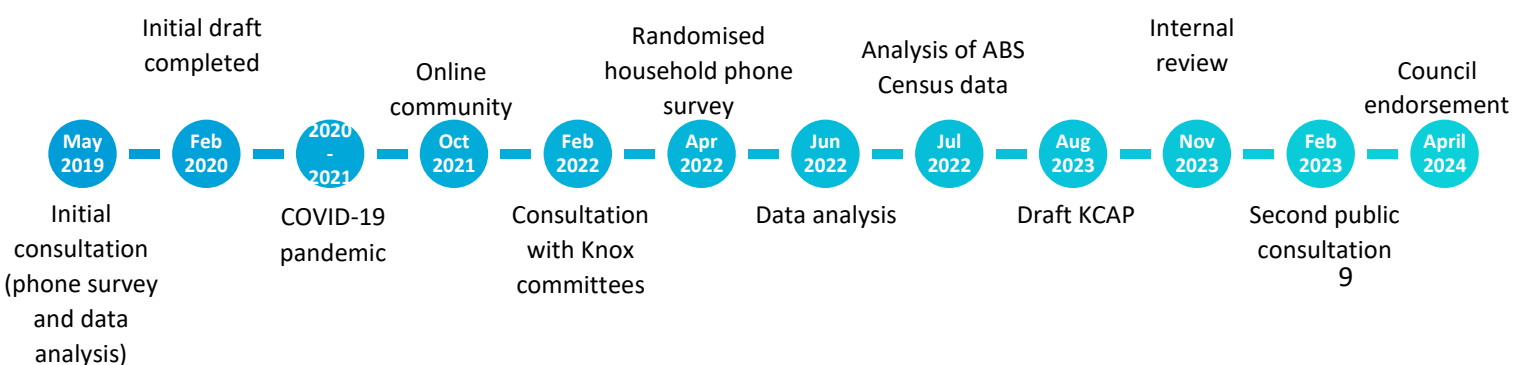 Initial draft
completed
Online
community
Randomised
household phone
survey
Analysis of ABS
Census data
Internal
review
Council
endorsement
May
2019
Feb
2020
2020
-
2021
Oct
2021
Feb
2022
Apr
2022
Jun
2022
Jul
2022
Aug
2023
Nov
2023
Feb
2023
April
2024
Initial
consultation
(phone survey
and data
analysis)
COVID-19
pandemic
Consultation
with Knox
committees
Data analysis
Draft KCAP
Second public
consultation
9